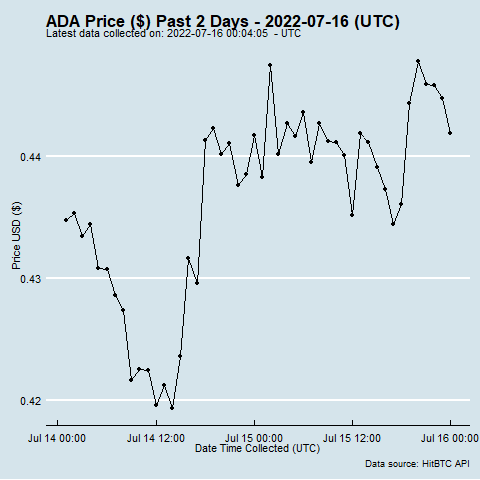 ADA Price ($) Past 2 Days - 2022-07-16 (UTC)
Latest data collected on: 2022-07-16 00:04:05 - UTC
Price USD ($)
0.44
0.43
0.42
Jul 14 00:00 Jul 14 12:00 Jul 15 00:00 Jul 15 12:00 Jul 16 00:00
Date Time Collected (UTC)
Data source: HitBTC API